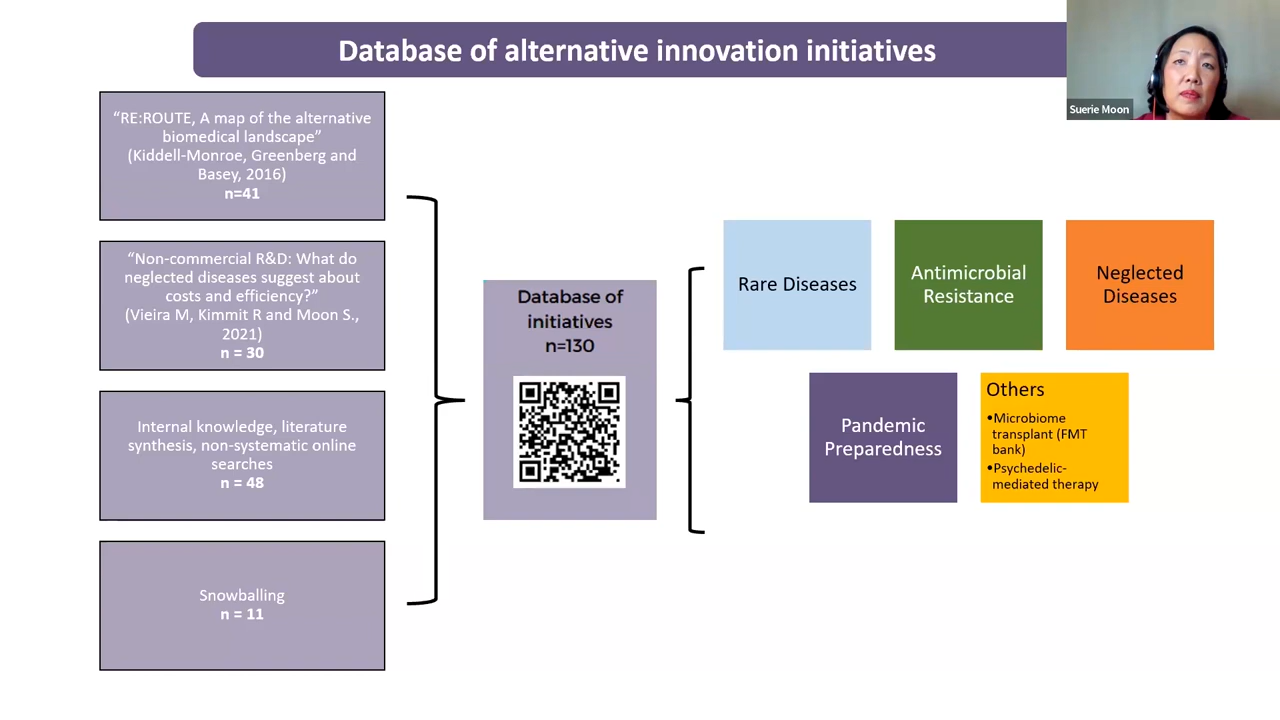 Database of alternative innovation initiatives
Suerie Moon
“RE:ROUTE, A map of the alternative
biomedical landscape”
(Kiddell-Monroe, Greenberg and
Basey, 2016)
n=41
“Non-commercial R&D: What do
neglected diseases suggest about
costs and efficiency?”
(Vieira M, Kimmit R and Moon S.,
2021)
n = 30
Internal knowledge, literature
synthesis, non-systematic online
searches
n = 48
Snowballing
n = 11
Database of
initiatives
n=130
Rare Diseases
Antimicrobial
Resistance
Neglected
Diseases
Pandemic
Preparedness
Others
•Microbiome
transplant (FMT
bank)
•Psychedelic-
mediated therapy